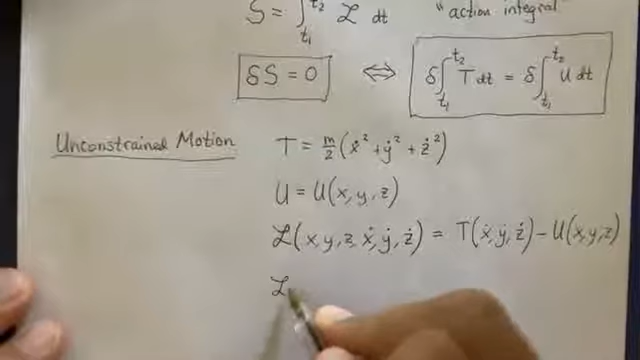 S = ∫_{t₁}^{t₂} ℒ dt "action integral"
δS = 0 ⇔ δ∫_{t₁}^{t₂} T dt = δ∫_{t₁}^{t₂} U dt
Unconstrained Motion T = m/2 (ẋ² + ẏ² + ż²)
U = U(x, y, z)
ℒ(x, y, z, ẋ, ẏ, ż) = T(ẋ, ẏ, ż) − U(x, y, z)
ℒ